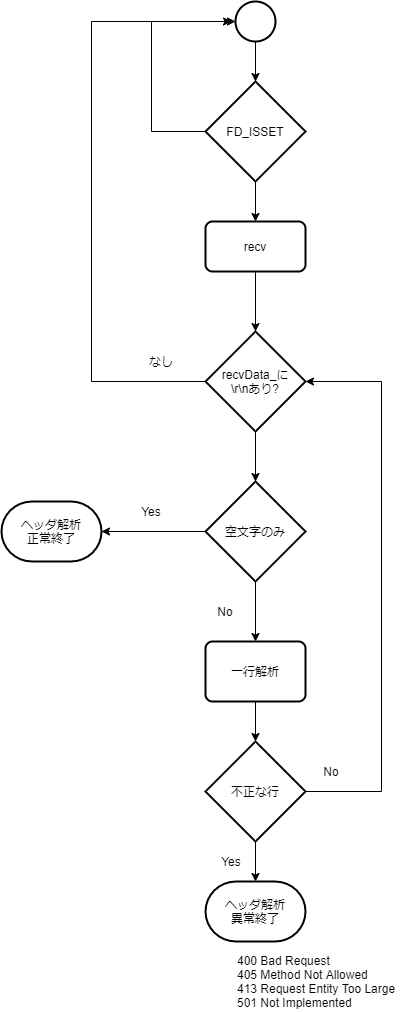 FD_ISSET
recv
なし
recvData_に
\r\nあり?
Yes
ヘッダ解析
正常終了
空文字のみ
No
一行解析
No
不正な行
Yes
ヘッダ解析
異常終了
400 Bad Request
405 Method Not Allowed
413 Request Entity Too Large
501 Not Implemented